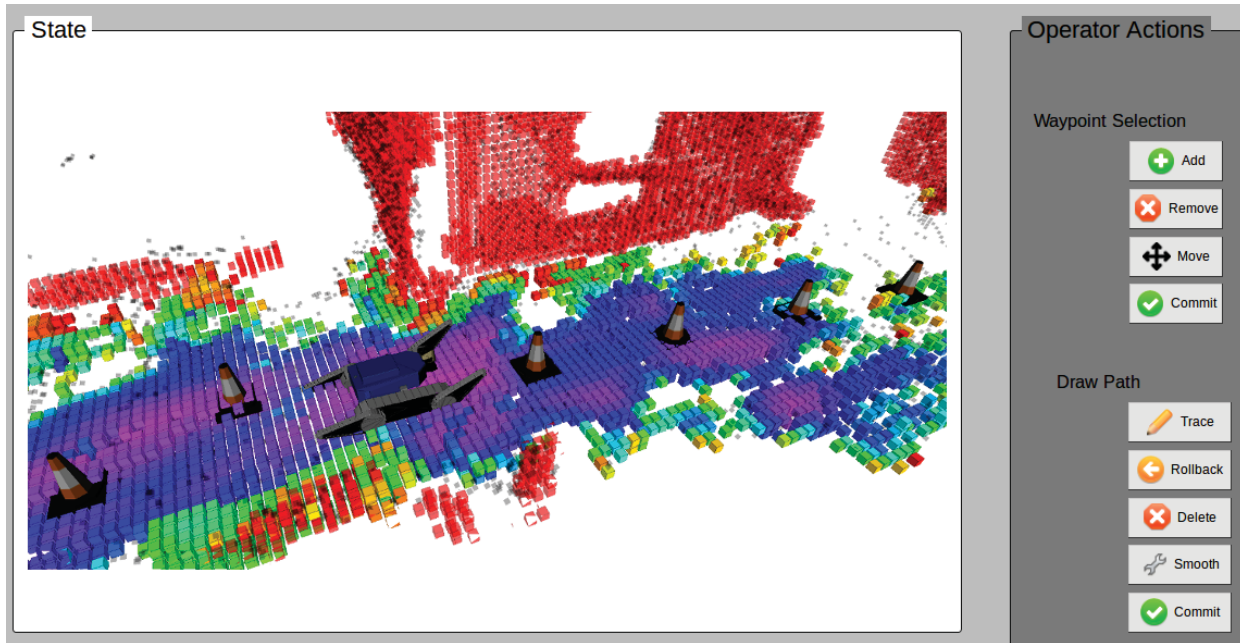 State
Operator Actions
Waypoint Selection
Add
Remove
Move
Commit
Draw Path
Trace
Rollback
Delete
Smooth
Commit